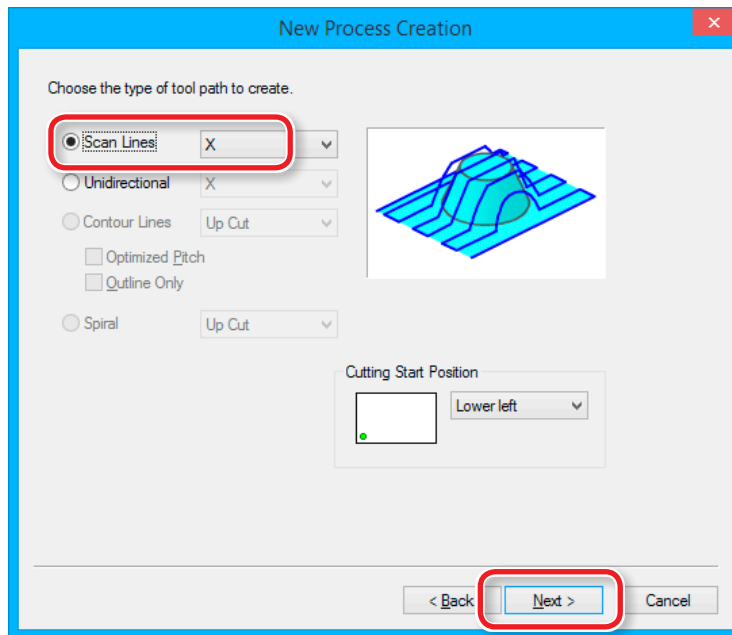 New Process Creation
Choose the type of tool path to create.
Scan Lines X
Unidirectional X
Contour Lines Up Cut
Optimized Pitch
Outline Only
Spiral Up Cut
Cutting Start Position
Lower left
< Back Next > Cancel